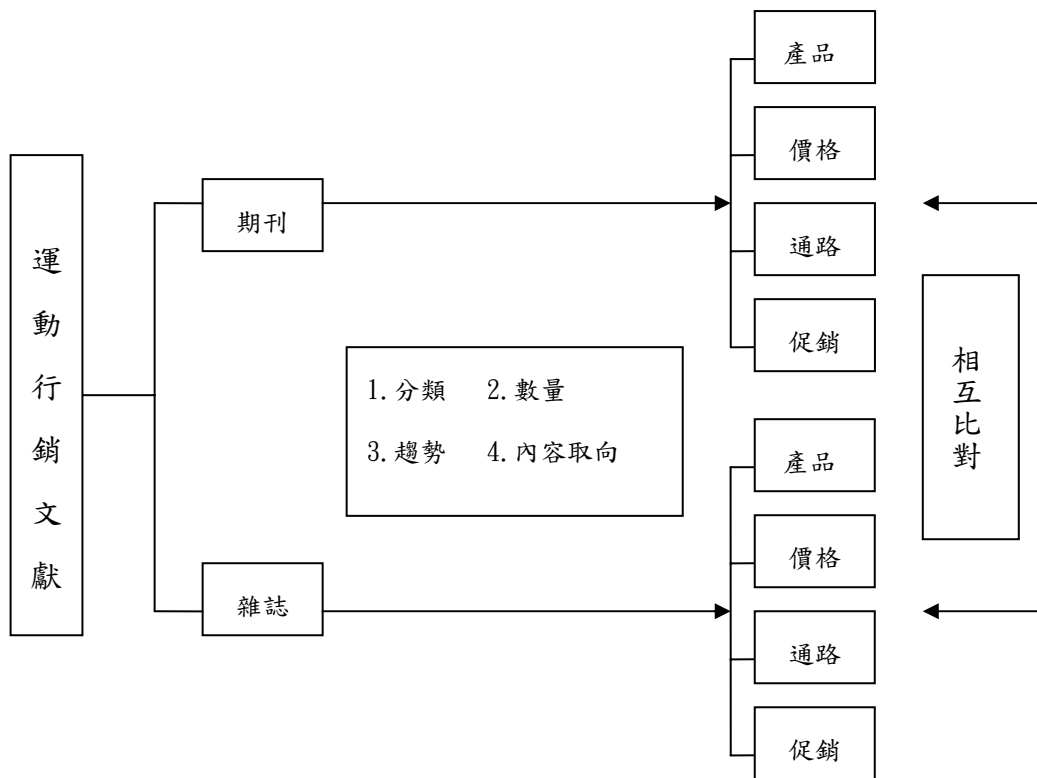 運動行銷文獻
期刊
產品
價格
通路
促銷
1.分類 2.數量
3.趨勢 4.內容取向
雜誌
產品
價格
通路
促銷
相互比對